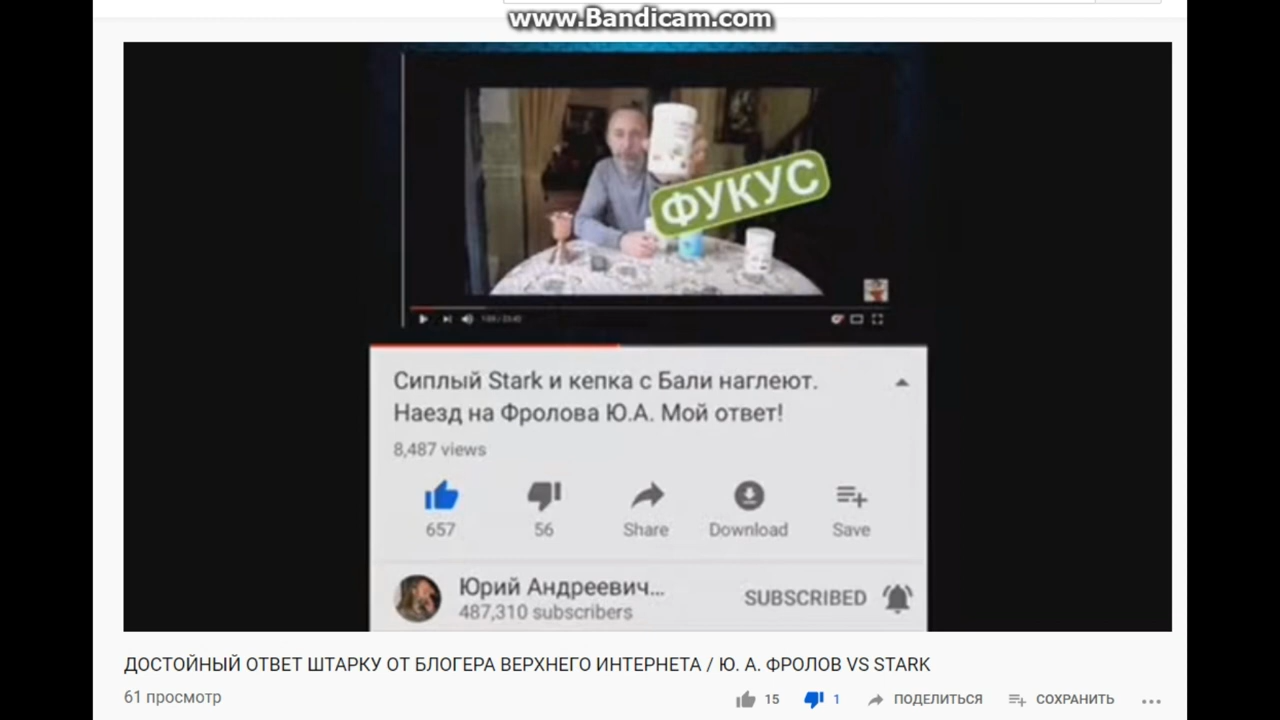 www.Bandicam.com
ФУКУС
Сиплый Stark и кепка с Бали наглеют.
Наезд на Фролова Ю.А. Мой ответ!
8,487 views
657
56
Share
Download
Save
Юрий Андреевич...
487,310 subscribers
SUBSCRIBED
ДОСТОЙНЫЙ ОТВЕТ ШТАРКУ ОТ БЛОГЕРА ВЕРХНЕГО ИНТЕРНЕТА / Ю. А. ФРОЛОВ VS STARK
61 просмотр
15
1
ПОДЕЛИТЬСЯ
СОХРАНИТЬ